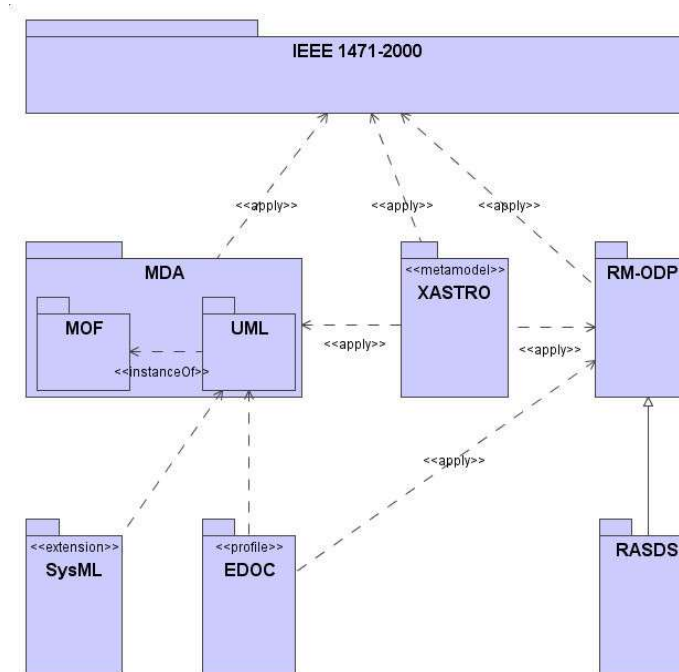 IEEE 1471-2000
<<apply>>
<<apply>>
<<apply>>
MDA
<<metamodel>>
XASTRO
RM-ODP
MOF
UML
<<instanceOf>>
<<apply>>
<<apply>>
<<apply>>
<<extension>>
SysML
<<profile>>
EDOC
RASDS